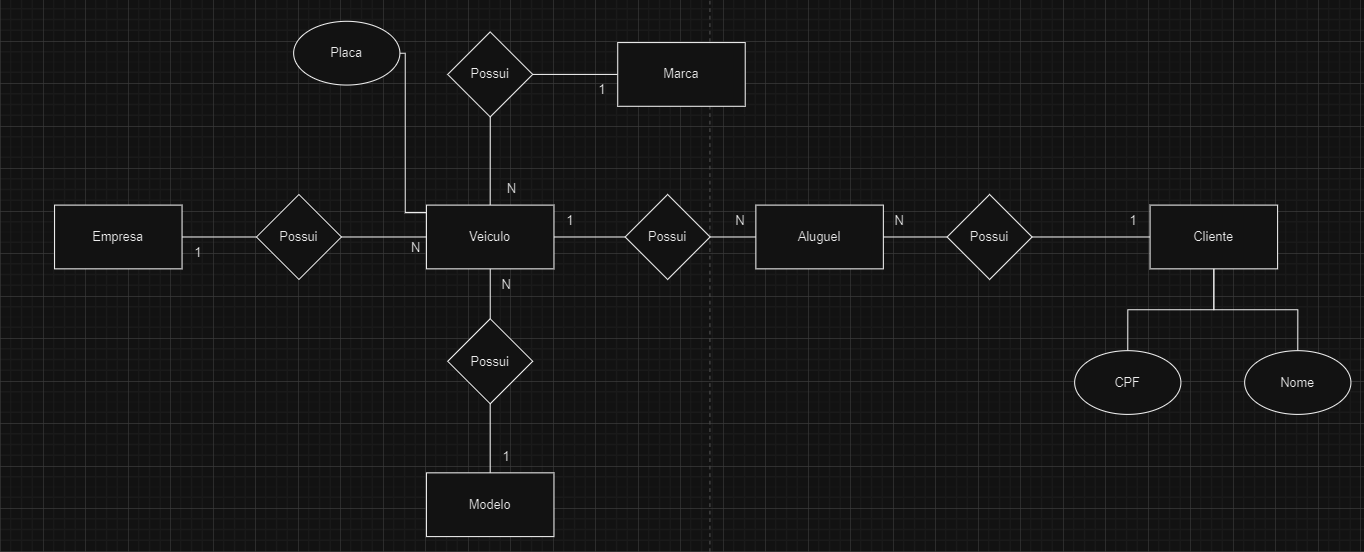 Placa
Possui
Marca
1
N
Empresa
1
Possui
N
Veiculo
1
Possui
N
Aluguel
N
Possui
1
Cliente
N
Possui
1
Modelo
CPF
Nome